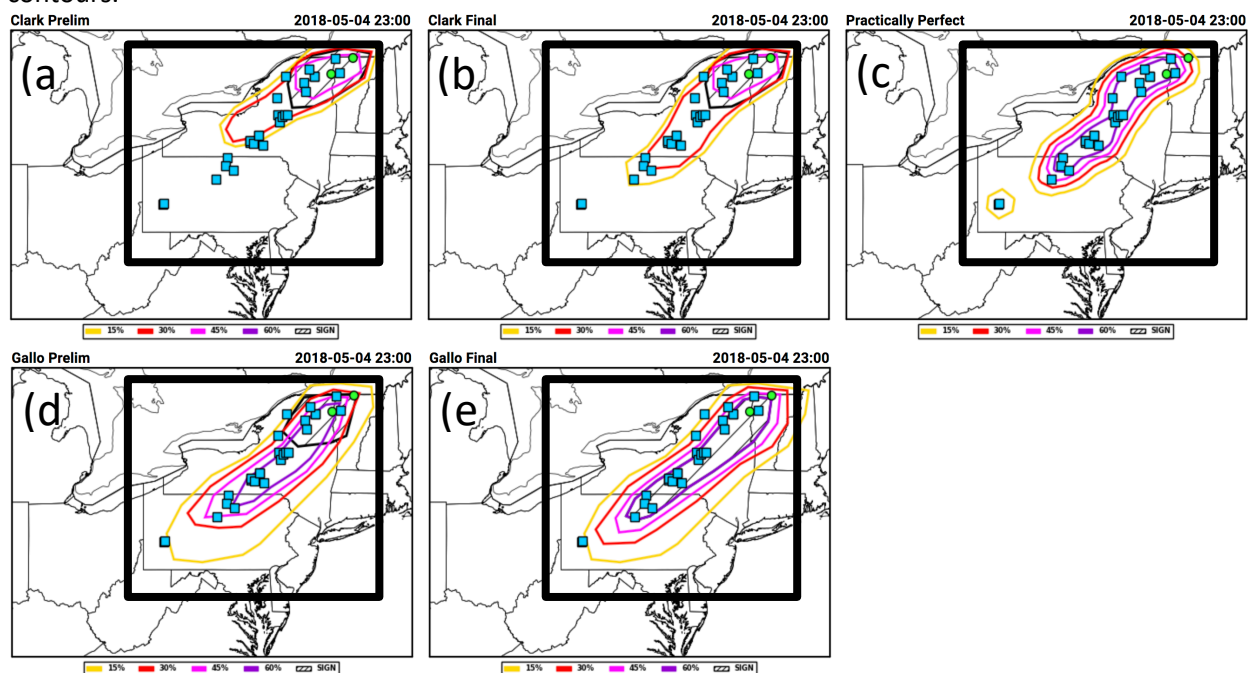 contours.
Clark Prelim 2018-05-04 23:00
Clark Final 2018-05-04 23:00
Practically Perfect 2018-05-04 23:00
(a)
(b)
(c)
15% 30% 45% 60% SIGN
15% 30% 45% 60% SIGN
15% 30% 45% 60% SIGN
Gallo Prelim 2018-05-04 23:00
Gallo Final 2018-05-04 23:00
(d)
(e)
15% 30% 45% 60% SIGN
15% 30% 45% 60% SIGN